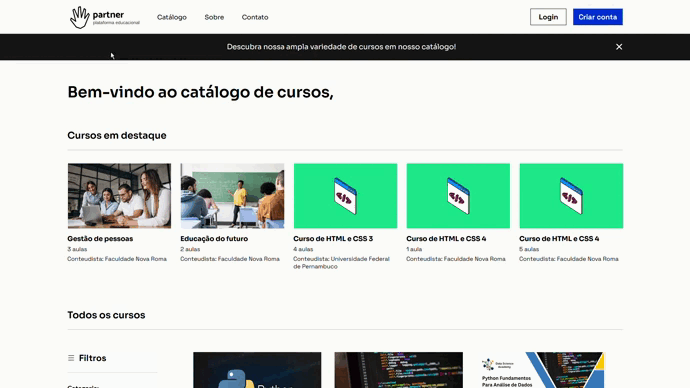 partner
plataforma educacional
Catálogo
Sobre
Contato
Login
Criar conta
Descubra nossa ampla variedade de cursos em nosso catálogo!
Bem-vindo ao catálogo de cursos,
Cursos em destaque
Gestão de pessoas
3 aulas
Conteudista: Faculdade Nova Roma
Educação do futuro
2 aulas
Conteudista: Faculdade Nova Roma
Curso de HTML e CSS 3
4 aulas
Conteudista: Universidade Federal
de Pernambuco
Curso de HTML e CSS 4
1 aula
Conteudista: Faculdade Nova Roma
Curso de HTML e CSS 4
5 aulas
Conteudista: Faculdade Nova Roma
Todos os cursos
Filtros
Python
Data Science
Academy
Python Fundamentos
Para Análise de Dados